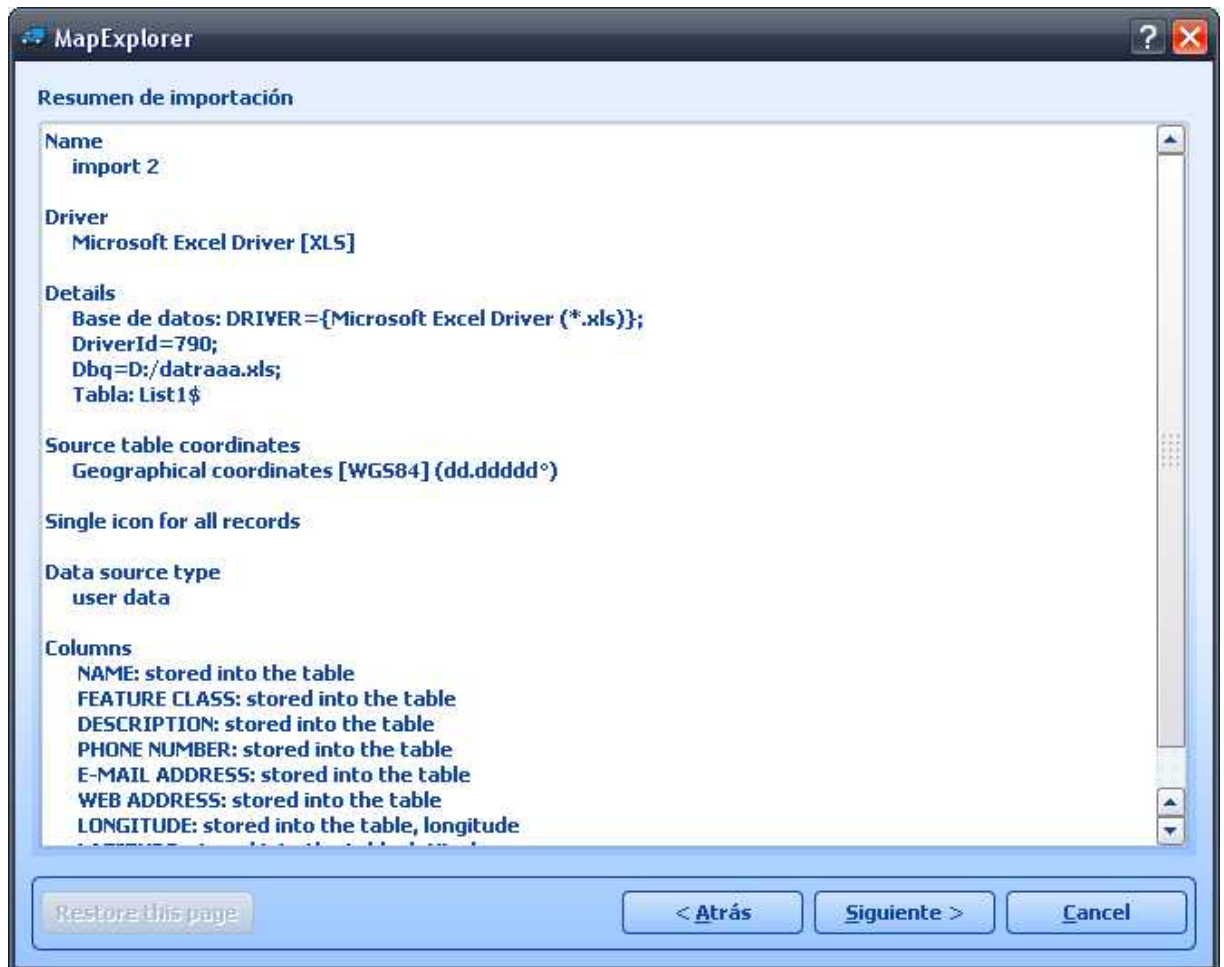 MapExplorer
?
Resumen de importación
Name
import 2
Driver
Microsoft Excel Driver [XLS]
Details
Base de datos: DRIVER={Microsoft Excel Driver (*.xls)};
DriverId=790;
Dbq=D:/datraaa.xls;
Tabla: List1$
Source table coordinates
Geographical coordinates [WGS84] (dd.ddddd°)
Single icon for all records
Data source type
user data
Columns
NAME: stored into the table
FEATURE CLASS: stored into the table
DESCRIPTION: stored into the table
PHONE NUMBER: stored into the table
E-MAIL ADDRESS: stored into the table
WEB ADDRESS: stored into the table
LONGITUDE: stored into the table, longitude
Restore this page
< Atrás
Siguiente >
Cancel